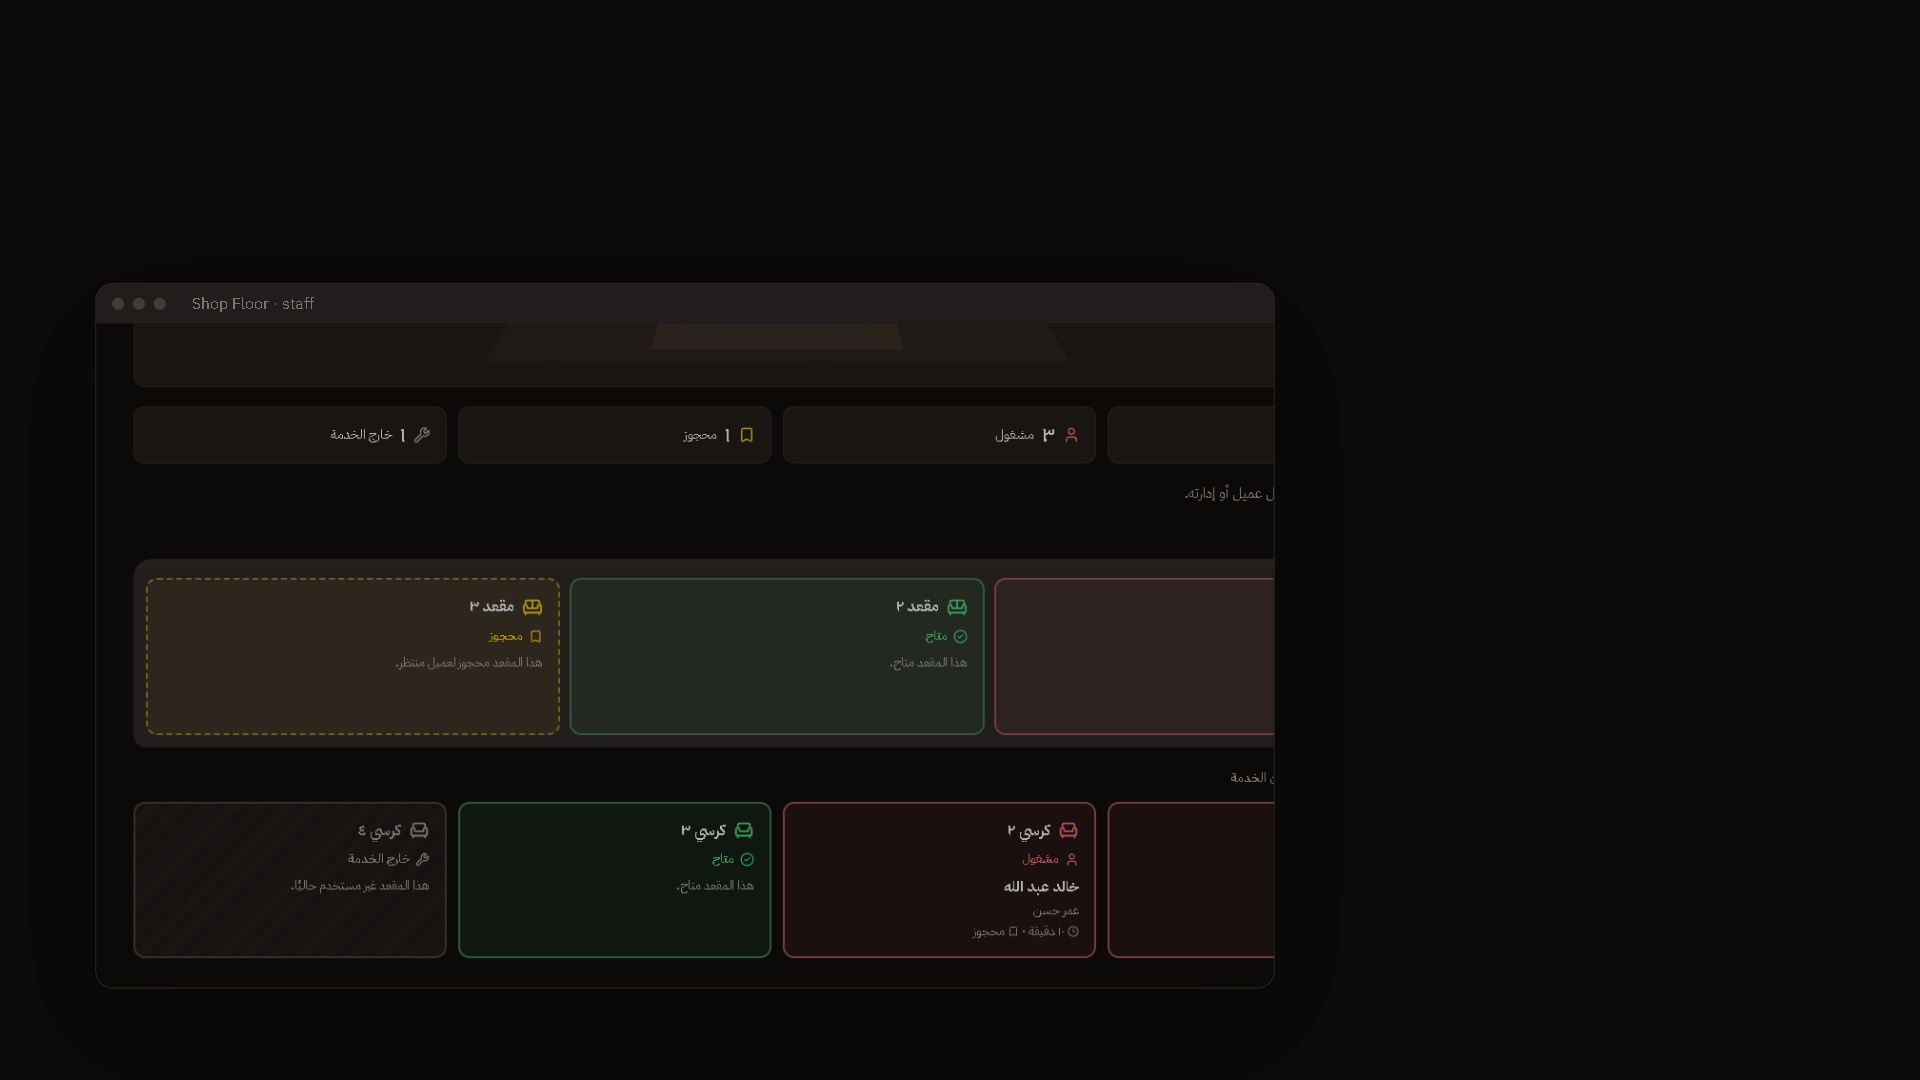 Shop Floor · staff
٣ مشغول
١ محجوز
١ خارج الخدمة
عميل أو إدارته.
مقعد ٢
متاح
هذا المقعد متاح.
مقعد ٣
محجوز
هذا المقعد محجوز لعميل منتظر.
الخدمة
كرسي ٢
مشغول
خالد عبد الله
عمر حسن
١٠ دقيقة · محجوز
كرسي ٣
متاح
هذا المقعد متاح.
كرسي ٤
خارج الخدمة
هذا المقعد غير مستخدم حاليًا.